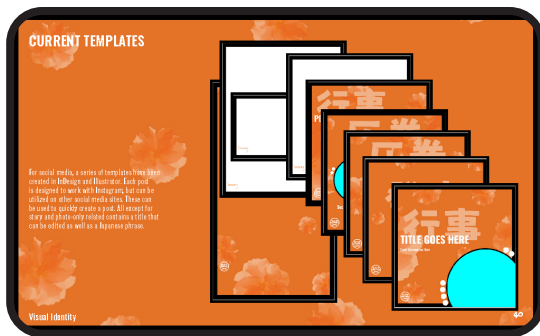 CURRENT TEMPLATES
For social media, a series of templates have been
created in InDesign and Illustrator. Each post
is designed to work with Instagram, but can be
utilized on other social media sites. These can
be used to quickly create a post. All except for
story and photo-only related contains a title that
can be edited as well as a Japanese phrase.
行事
行事
TITLE GOES HERE
Visual Identity
40